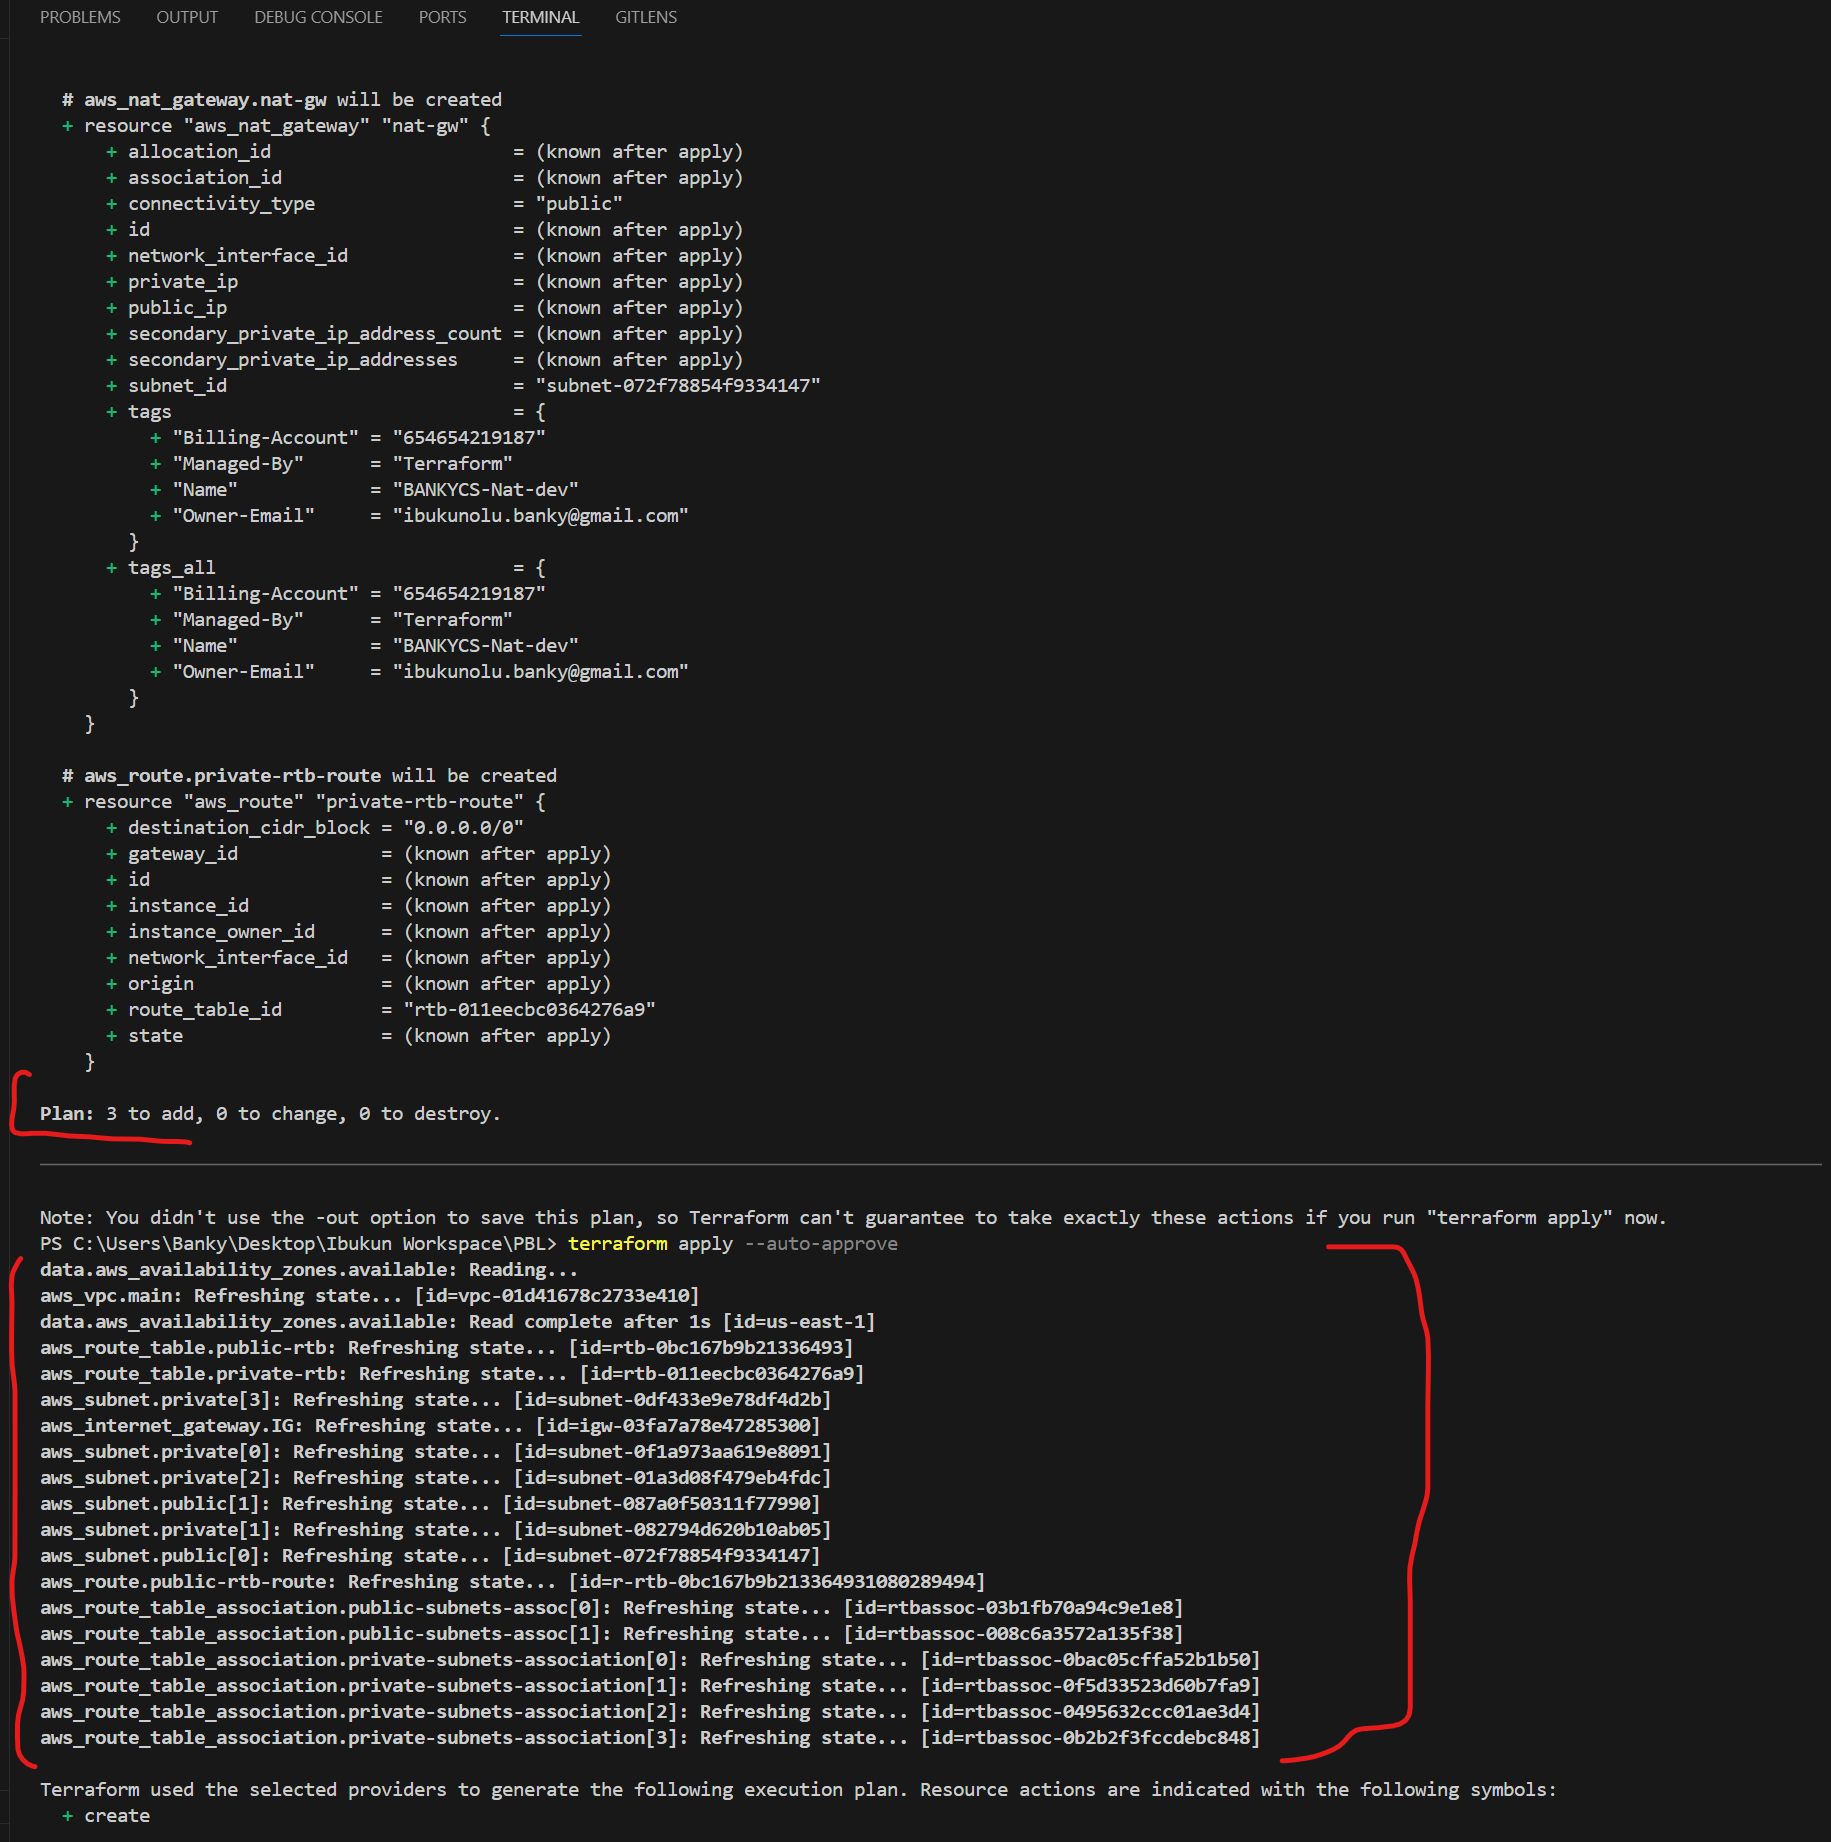 PROBLEMS OUTPUT DEBUG CONSOLE PORTS TERMINAL GITLENS
# aws_nat_gateway.nat-gw will be created
+ resource "aws_nat_gateway" "nat-gw" {
+ allocation_id = (known after apply)
+ association_id = (known after apply)
+ connectivity_type = "public"
+ id = (known after apply)
+ network_interface_id = (known after apply)
+ private_ip = (known after apply)
+ public_ip = (known after apply)
+ secondary_private_ip_address_count = (known after apply)
+ secondary_private_ip_addresses = (known after apply)
+ subnet_id = "subnet-072f78854f9334147"
+ tags = {
+ "Billing-Account" = "654654219187"
+ "Managed-By" = "Terraform"
+ "Name" = "BANKYCS-Nat-dev"
+ "Owner-Email" = "ibukunolu.banky@gmail.com"
}
+ tags_all = {
+ "Billing-Account" = "654654219187"
+ "Managed-By" = "Terraform"
+ "Name" = "BANKYCS-Nat-dev"
+ "Owner-Email" = "ibukunolu.banky@gmail.com"
}
}
# aws_route.private-rtb-route will be created
+ resource "aws_route" "private-rtb-route" {
+ destination_cidr_block = "0.0.0.0/0"
+ gateway_id = (known after apply)
+ id = (known after apply)
+ instance_id = (known after apply)
+ instance_owner_id = (known after apply)
+ network_interface_id = (known after apply)
+ origin = (known after apply)
+ route_table_id = "rtb-011eecbc0364276a9"
+ state = (known after apply)
}
Plan: 3 to add, 0 to change, 0 to destroy.
Note: You didn't use the -out option to save this plan, so Terraform can't guarantee to take exactly these actions if you run "terraform apply" now.
PS C:\Users\Banky\Desktop\Ibukun Workspace\PBL> terraform apply --auto-approve
data.aws_availability_zones.available: Reading...
aws_vpc.main: Refreshing state... [id=vpc-01d41678c2733e410]
data.aws_availability_zones.available: Read complete after 1s [id=us-east-1]
aws_route_table.public-rtb: Refreshing state... [id=rtb-0bc167b9b21336493]
aws_route_table.private-rtb: Refreshing state... [id=rtb-011eecbc0364276a9]
aws_subnet.private[3]: Refreshing state... [id=subnet-0df433e9e78df4d2b]
aws_internet_gateway.IG: Refreshing state... [id=igw-03fa7a78e47285300]
aws_subnet.private[0]: Refreshing state... [id=subnet-0f1a973aa619e8091]
aws_subnet.private[2]: Refreshing state... [id=subnet-01a3d08f479eb4fdc]
aws_subnet.public[1]: Refreshing state... [id=subnet-087a0f50311f77990]
aws_subnet.private[1]: Refreshing state... [id=subnet-082794d620b10ab05]
aws_subnet.public[0]: Refreshing state... [id=subnet-072f78854f9334147]
aws_route.public-rtb-route: Refreshing state... [id=r-rtb-0bc167b9b213364931080289494]
aws_route_table_association.public-subnets-assoc[0]: Refreshing state... [id=rtbassoc-03b1fb70a94c9e1e8]
aws_route_table_association.public-subnets-assoc[1]: Refreshing state... [id=rtbassoc-008c6a3572a135f38]
aws_route_table_association.private-subnets-association[0]: Refreshing state... [id=rtbassoc-0bac05cffa52b1b50]
aws_route_table_association.private-subnets-association[1]: Refreshing state... [id=rtbassoc-0f5d33523d60b7fa9]
aws_route_table_association.private-subnets-association[2]: Refreshing state... [id=rtbassoc-0495632ccc01ae3d4]
aws_route_table_association.private-subnets-association[3]: Refreshing state... [id=rtbassoc-0b2b2f3fccdebc848]
Terraform used the selected providers to generate the following execution plan. Resource actions are indicated with the following symbols:
+ create